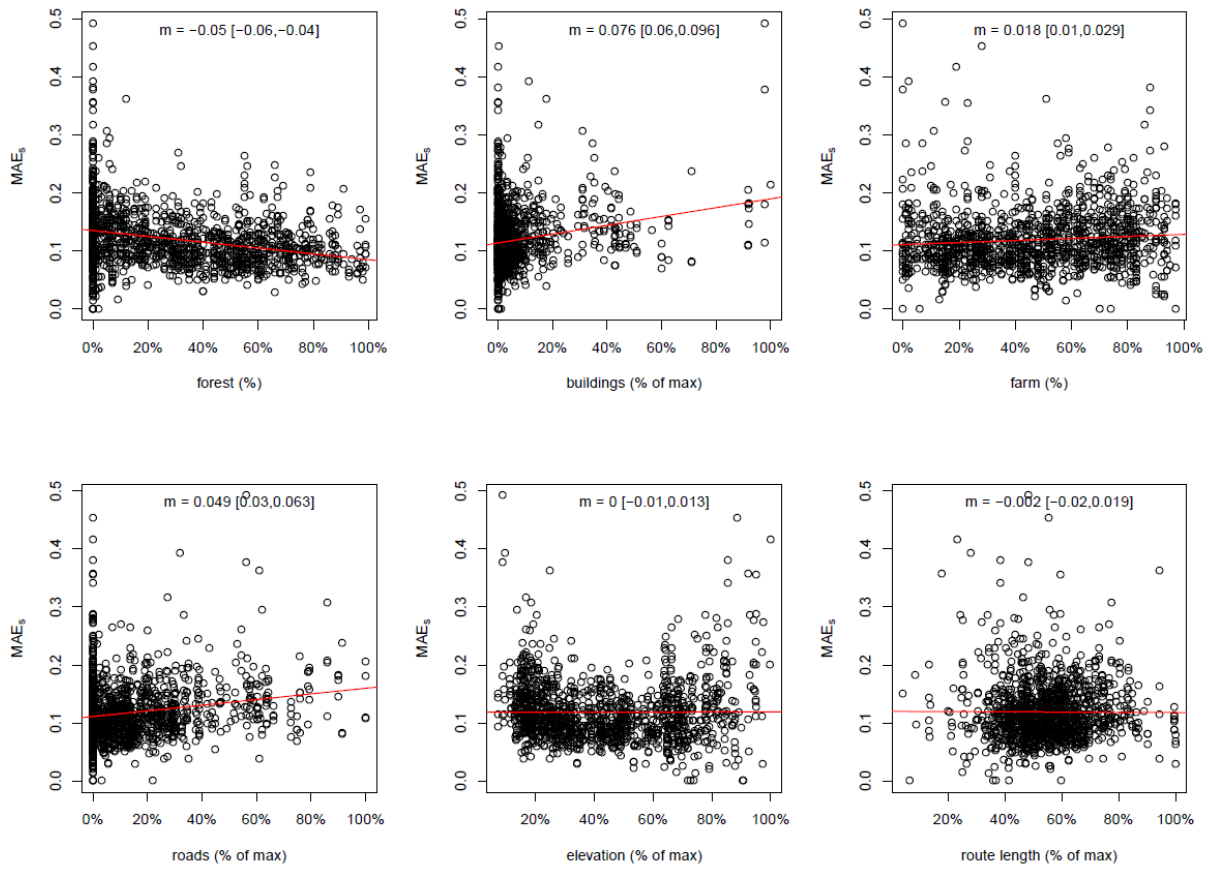 m = −0.05 [−0.06,−0.04]
MAEs
0.0 0.1 0.2 0.3 0.4 0.5
0% 20% 40% 60% 80% 100%
forest (%)
m = 0.076 [0.06,0.096]
MAEs
0.0 0.1 0.2 0.3 0.4 0.5
0% 20% 40% 60% 80% 100%
buildings (% of max)
m = 0.018 [0.01,0.029]
MAEs
0.0 0.1 0.2 0.3 0.4 0.5
0% 20% 40% 60% 80% 100%
farm (%)
m = 0.049 [0.03,0.063]
MAEs
0.0 0.1 0.2 0.3 0.4 0.5
0% 20% 40% 60% 80% 100%
roads (% of max)
m = 0 [−0.01,0.013]
MAEs
0.0 0.1 0.2 0.3 0.4 0.5
20% 40% 60% 80% 100%
elevation (% of max)
m = −0.002 [−0.02,0.019]
MAEs
0.0 0.1 0.2 0.3 0.4 0.5
20% 40% 60% 80% 100%
route length (% of max)